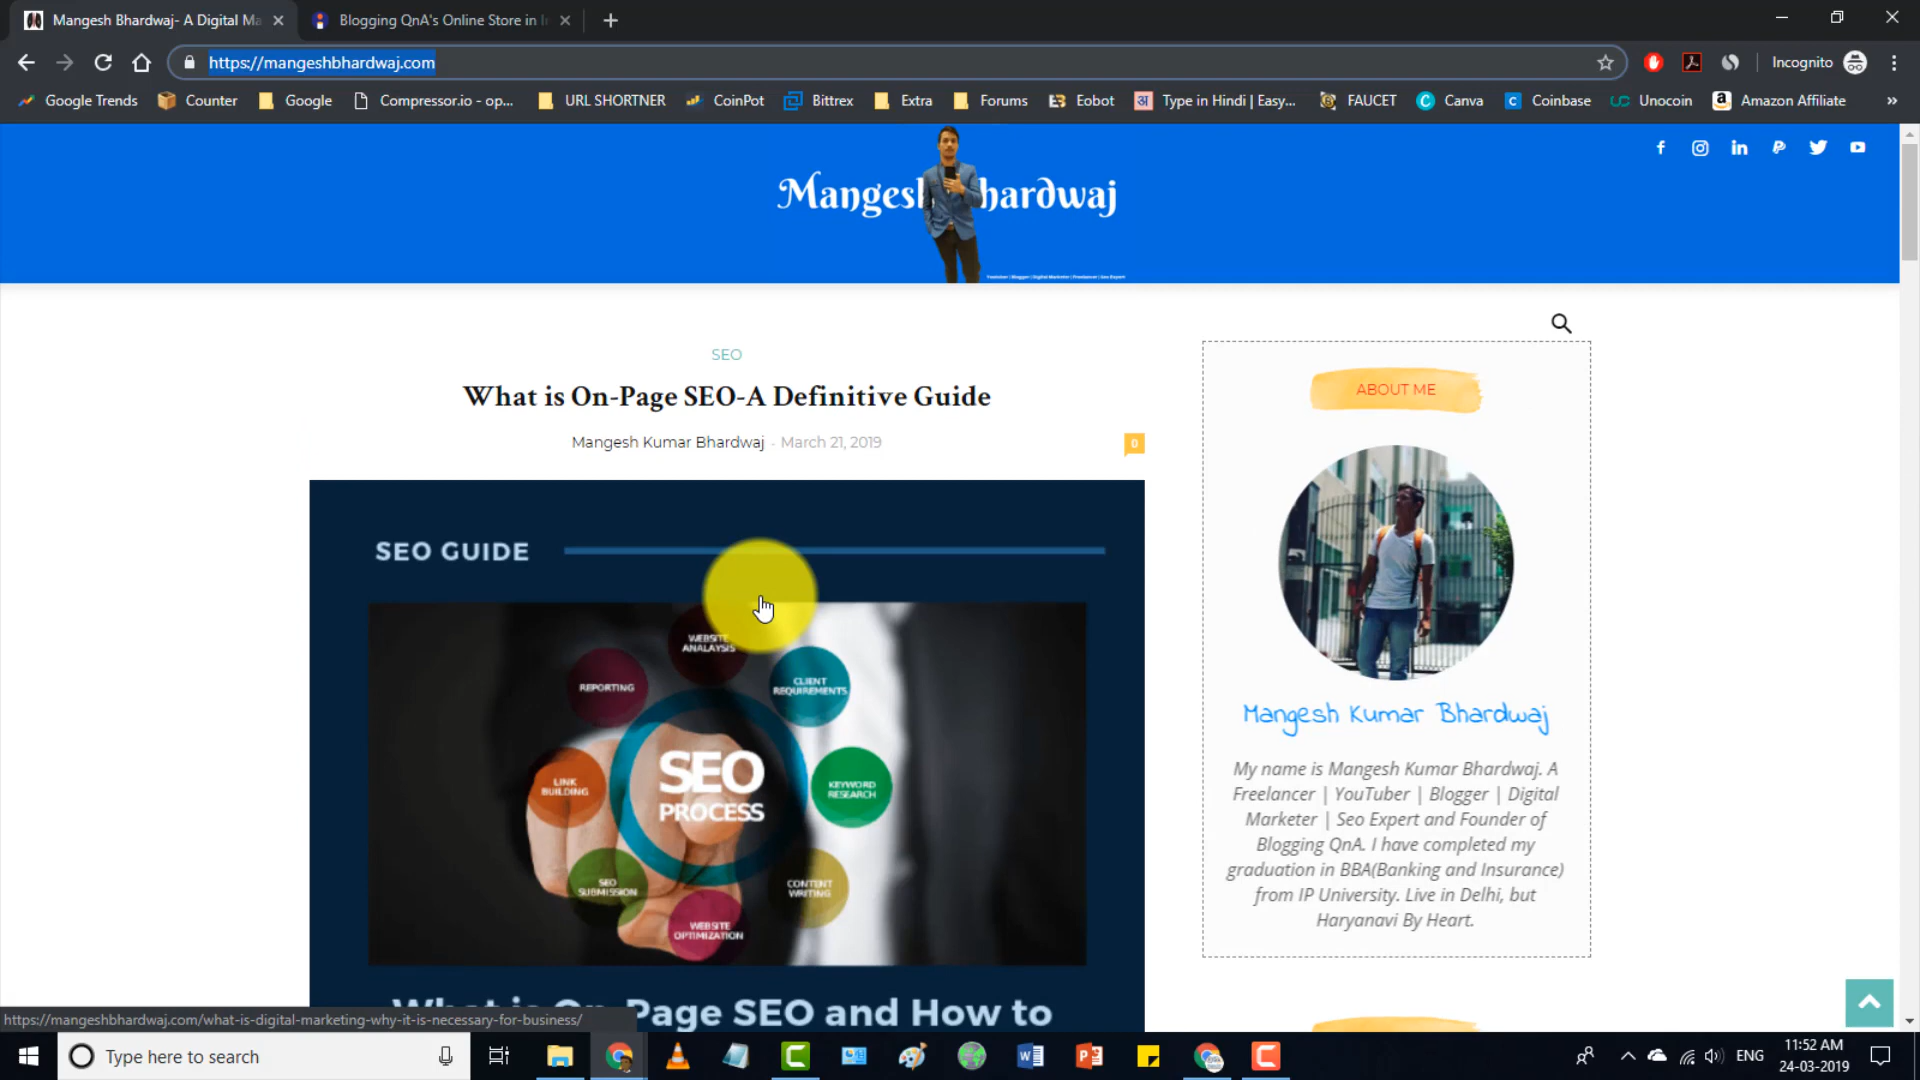 Mangesh Bhardwaj- A Digital Ma
Blogging QnA's Online Store in I
https://mangeshbhardwaj.com
Incognito
Google Trends
Counter
Google
Compressor.io - op...
URL SHORTNER
CoinPot
Bittrex
Extra
Forums
Eobot
अ
Type in Hindi | Easy...
FAUCET
Canva
Coinbase
Unocoin
Amazon Affiliate
»
Mangesh Bhardwaj
SEO
What is On-Page SEO-A Definitive Guide
Mangesh Kumar Bhardwaj - March 21, 2019
0
SEO GUIDE
WEBSITE
ANALAYSIS
REPORTING
CLIENT
REQUIREMENTS
LINK
BUILDING
SEO
PROCESS
KEYWORD
RESEARCH
SEO
SUBMISSION
CONTENT
WRITING
WEBSITE
OPTIMIZATION
What is On-Page SEO and How to
ABOUT ME
Mangesh Kumar Bhardwaj
My name is Mangesh Kumar Bhardwaj. A
Freelancer | YouTuber | Blogger | Digital
Marketer | Seo Expert and Founder of
Blogging QnA. I have completed my
graduation in BBA(Banking and Insurance)
from IP University. Live in Delhi, but
Haryanavi By Heart.
https://mangeshbhardwaj.com/what-is-digital-marketing-why-it-is-necessary-for-business/
Type here to search
ENG
11:52 AM
24-03-2019